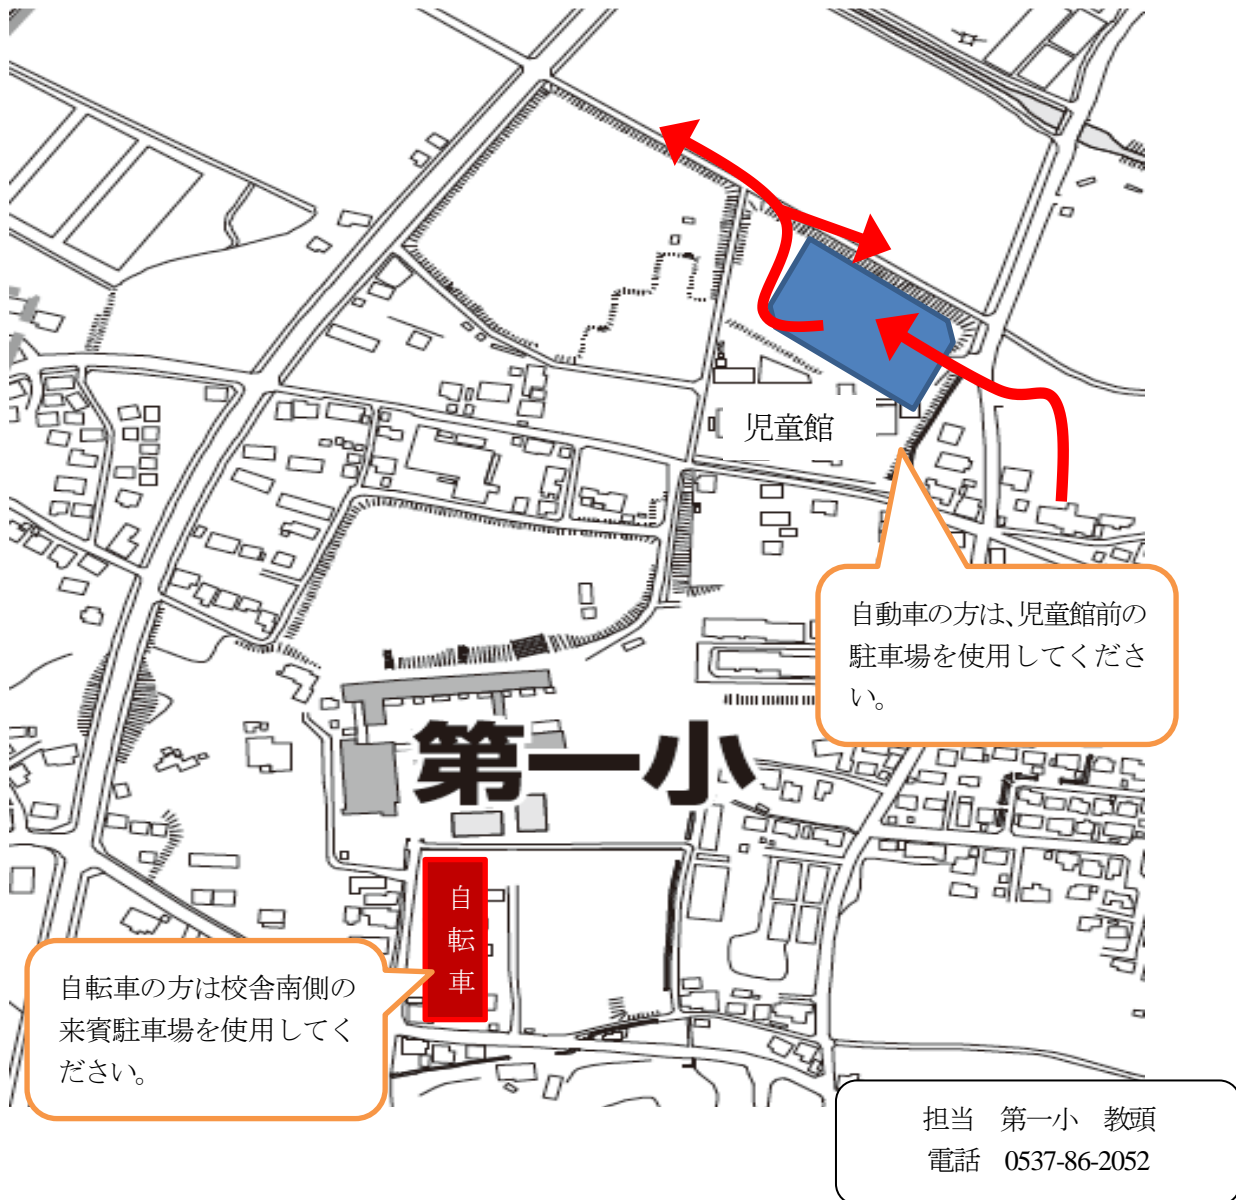 児童館
自動車の方は、児童館前の
駐車場を使用してくださ
い。
第一小
自転車
自転車の方は校舎南側の
来賓駐車場を使用してく
ださい。
担当　第一小　教頭
電話　0537-86-2052